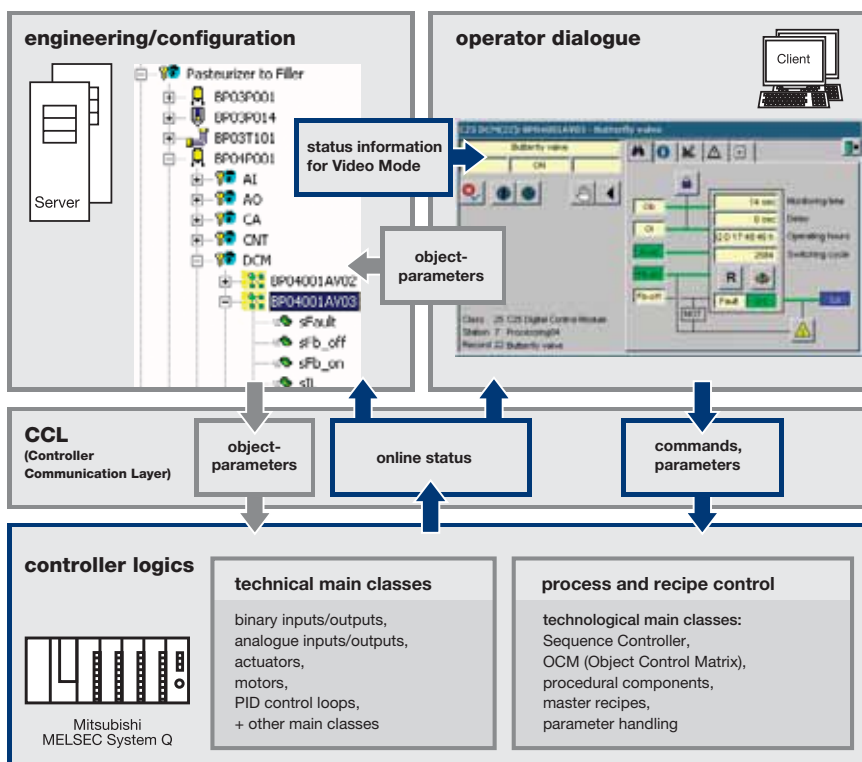 engineering/configuration
Server
Pasteurizer to Filler
BP03P001
BP03P014
BP03T101
BP04P001
AI
AO
CA
CNT
DCM
BP04001AV02
BP04001AV03
sFault
sFb_off
sFb_on
sIl
status information
for Video Mode
object-
parameters
operator dialogue
Client
Butterfly valve
ON
14 sec
Monitoring time
0 sec
Delay
Operating hours
2684
Switching cycle
R
Fault
NOT
Class 25 C25 Digital Control Module
Station 7 Processing04
Record 22 Butterfly valve
CCL
(Controller
Communication Layer)
object-
parameters
online status
commands,
parameters
controller logics
Mitsubishi
MELSEC System Q
technical main classes
binary inputs/outputs,
analogue inputs/outputs,
actuators,
motors,
PID control loops,
+ other main classes
process and recipe control
technological main classes:
Sequence Controller,
OCM (Object Control Matrix),
procedural components,
master recipes,
parameter handling